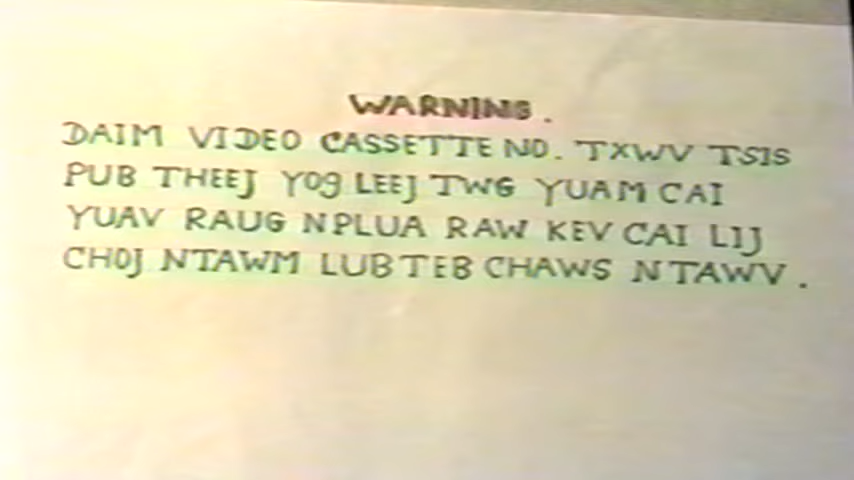 WARNING.
DAIM VIDEO CASSETTE NO. TXWV TSIS
PUB THEEJ YOG LEEJ TWG YUAM CAI
YUAV RAUG NPLUA RAW KEV CAI LIJ
CHOJ NTAWM LUB TEB CHAWS NTAWV.